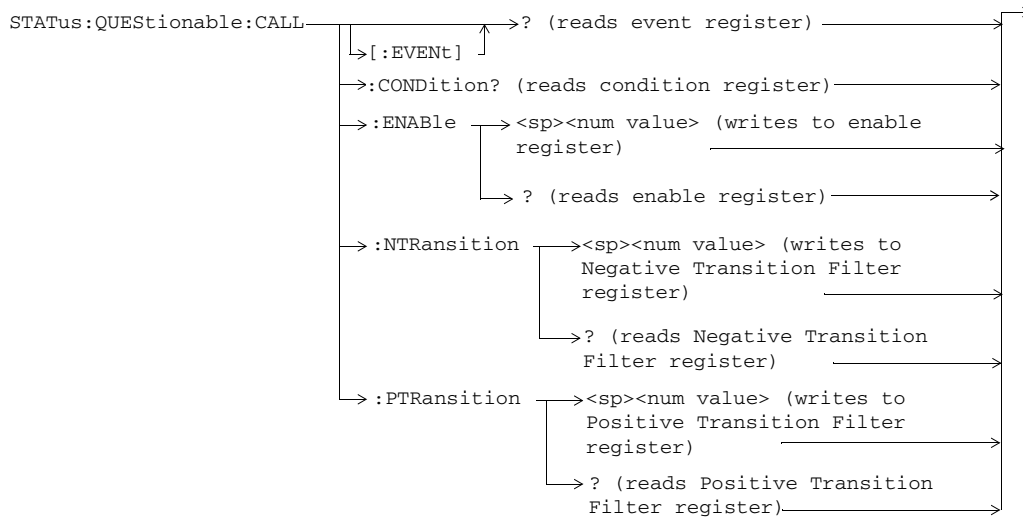 STATus:QUEStionable:CALL
? (reads event register)
[:EVENt]
:CONDition? (reads condition register)
:ENABle
<sp><num value> (writes to enable
register)
? (reads enable register)
:NTRansition
<sp><num value> (writes to
Negative Transition Filter
register)
? (reads Negative Transition
Filter register)
:PTRansition
<sp><num value> (writes to
Positive Transition Filter
register)
? (reads Positive Transition
Filter register)